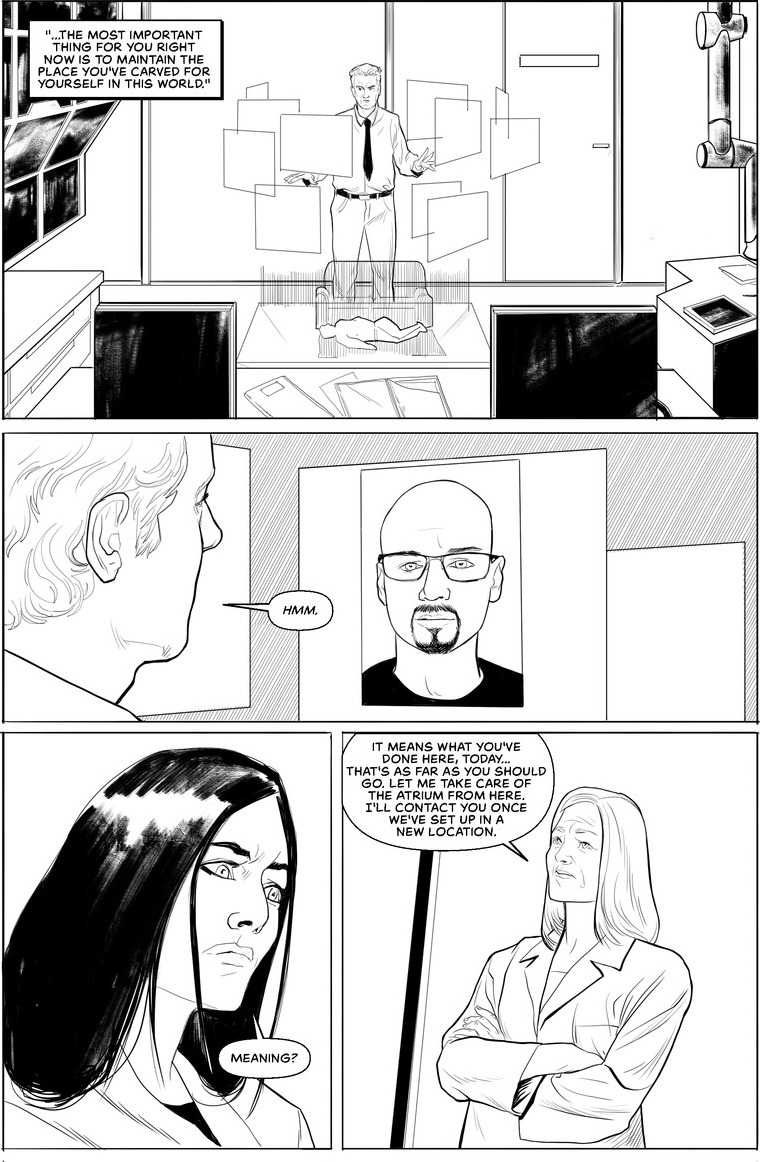 "...THE MOST IMPORTANT
THING FOR YOU RIGHT
NOW IS TO MAINTAIN THE
PLACE YOU'VE CARVED FOR
YOURSELF IN THIS WORLD."
HMM.
MEANING?
IT MEANS WHAT YOU'VE
DONE HERE, TODAY...
THAT'S AS FAR AS YOU SHOULD
GO. LET ME TAKE CARE OF
THE ATRIUM FROM HERE.
I'LL CONTACT YOU ONCE
WE'VE SET UP IN A
NEW LOCATION.